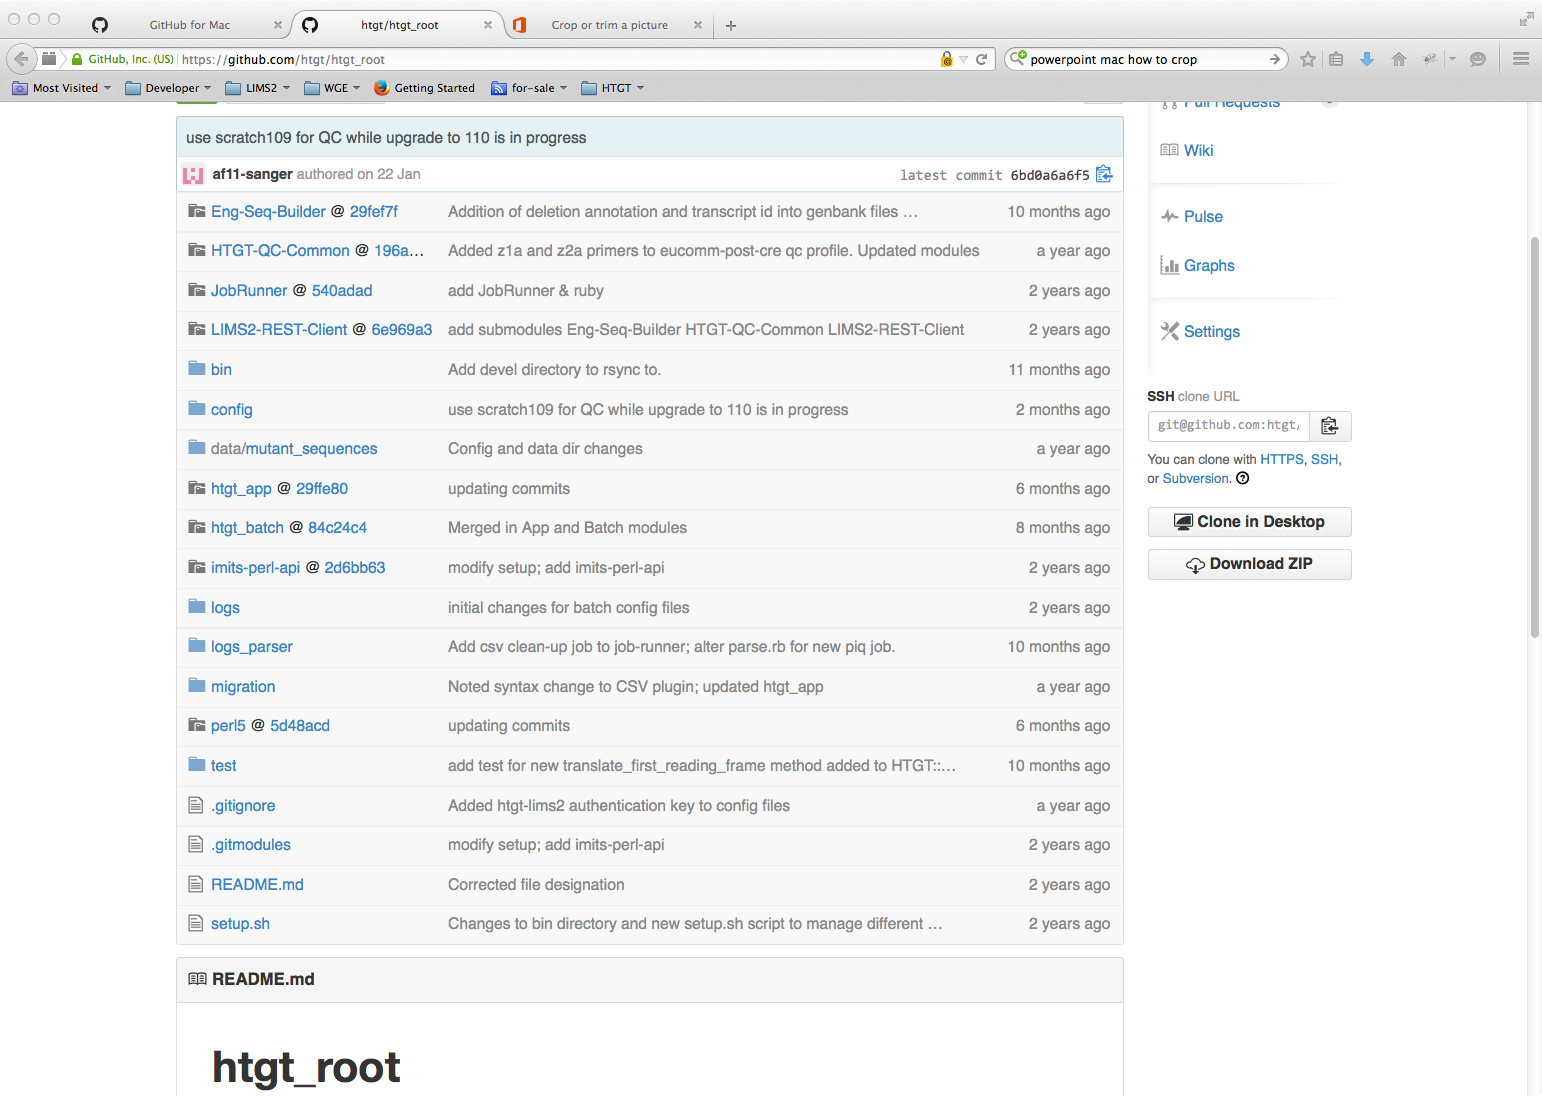 GitHub for Mac
htgt/htgt_root
Crop or trim a picture
GitHub, Inc. (US)
https://github.com/htgt/htgt_root
powerpoint mac how to crop
Most Visited
Developer
LIMS2
WGE
Getting Started
for-sale
HTGT
use scratch109 for QC while upgrade to 110 is in progress
af11-sanger authored on 22 Jan
latest commit 6bd0a6a6f5
Eng-Seq-Builder @ 29fef7f Addition of deletion annotation and transcript id into genbank files … 10 months ago
HTGT-QC-Common @ 196a… Added z1a and z2a primers to eucomm-post-cre qc profile. Updated modules a year ago
JobRunner @ 540adad add JobRunner & ruby 2 years ago
LIMS2-REST-Client @ 6e969a3 add submodules Eng-Seq-Builder HTGT-QC-Common LIMS2-REST-Client 2 years ago
bin Add devel directory to rsync to. 11 months ago
config use scratch109 for QC while upgrade to 110 is in progress 2 months ago
data/mutant_sequences Config and data dir changes a year ago
htgt_app @ 29ffe80 updating commits 6 months ago
htgt_batch @ 84c24c4 Merged in App and Batch modules 8 months ago
imits-perl-api @ 2d6bb63 modify setup; add imits-perl-api 2 years ago
logs initial changes for batch config files 2 years ago
logs_parser Add csv clean-up job to job-runner; alter parse.rb for new piq job. 10 months ago
migration Noted syntax change to CSV plugin; updated htgt_app a year ago
perl5 @ 5d48acd updating commits 6 months ago
test add test for new translate_first_reading_frame method added to HTGT::… 10 months ago
.gitignore Added htgt-lims2 authentication key to config files a year ago
.gitmodules modify setup; add imits-perl-api 2 years ago
README.md Corrected file designation 2 years ago
setup.sh Changes to bin directory and new setup.sh script to manage different … 2 years ago
README.md
htgt_root
Pull Requests
Wiki
Pulse
Graphs
Settings
SSH clone URL
git@github.com:htgt/
You can clone with HTTPS, SSH,
or Subversion.
Clone in Desktop
Download ZIP